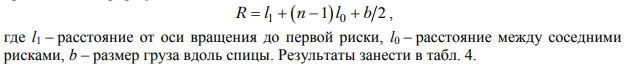 R = l₁ + (n − 1) l₀ + b/2 ,
где l₁ – расстояние от оси вращения до первой риски, l₀ – расстояние между соседними
рисками, b – размер груза вдоль спицы. Результаты занести в табл. 4.